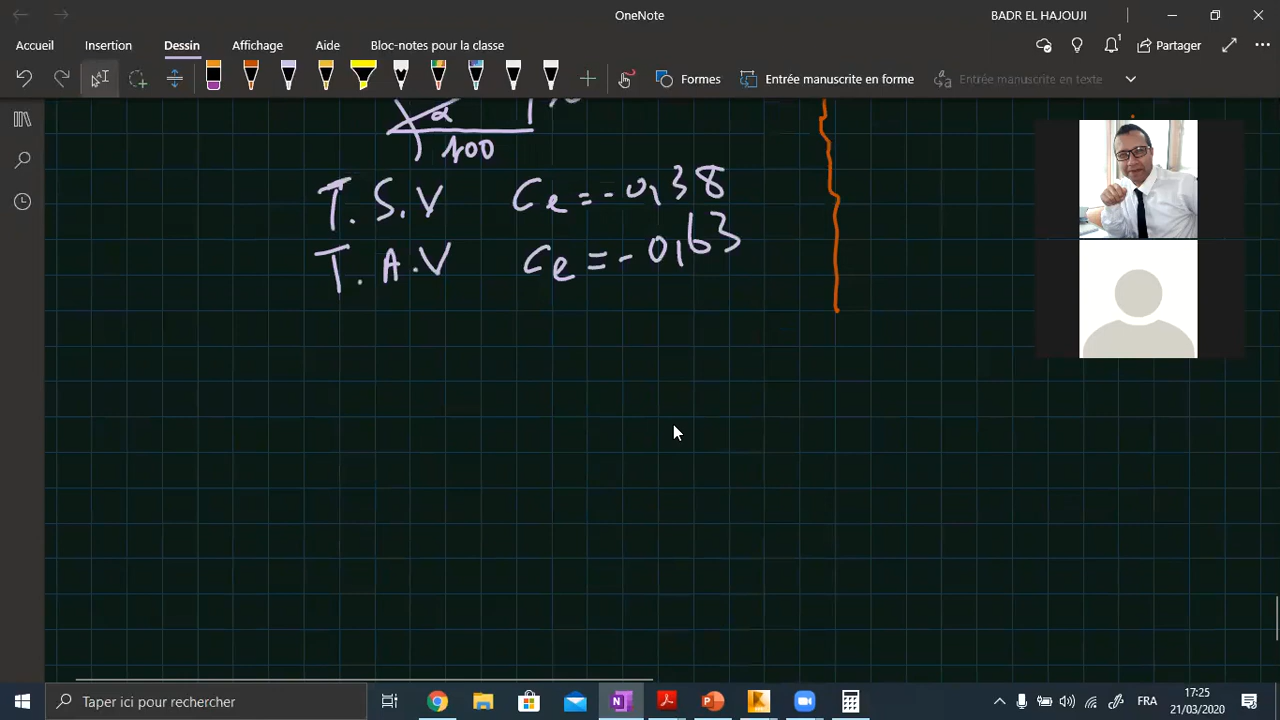 OneNote
BADR EL HAJOUJI
Accueil
Insertion
Dessin
Affichage
Aide
Bloc-notes pour la classe
Partager
Formes
Entrée manuscrite en forme
Entrée manuscrite en texte
α
100
T.S.V Ce = - 0,38
T.A.V Ce = - 0,63
Taper ici pour rechercher
FRA
17:25
21/03/2020